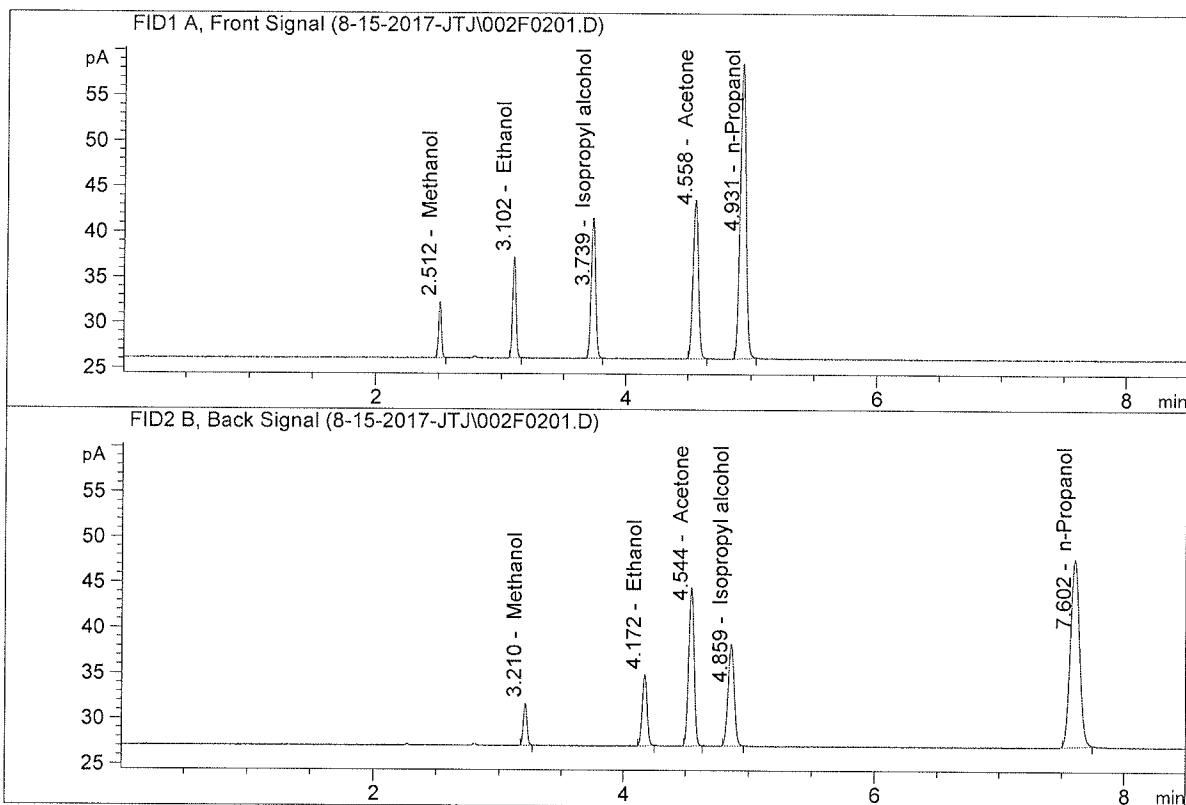 FID1 A, Front Signal (8-15-2017-JTJ\002F0201.D)
pA
55
50
45
40
35
30
25
2.512 - Methanol
3.102 - Ethanol
3.739 - Isopropyl alcohol
4.558 - Acetone
4.931 - n-Propanol
2
4
6
8
min
FID2 B, Back Signal (8-15-2017-JTJ\002F0201.D)
pA
55
50
45
40
35
30
25
3.210 - Methanol
4.172 - Ethanol
4.544 - Acetone
4.859 - Isopropyl alcohol
7.602 - n-Propanol
2
4
6
8
min